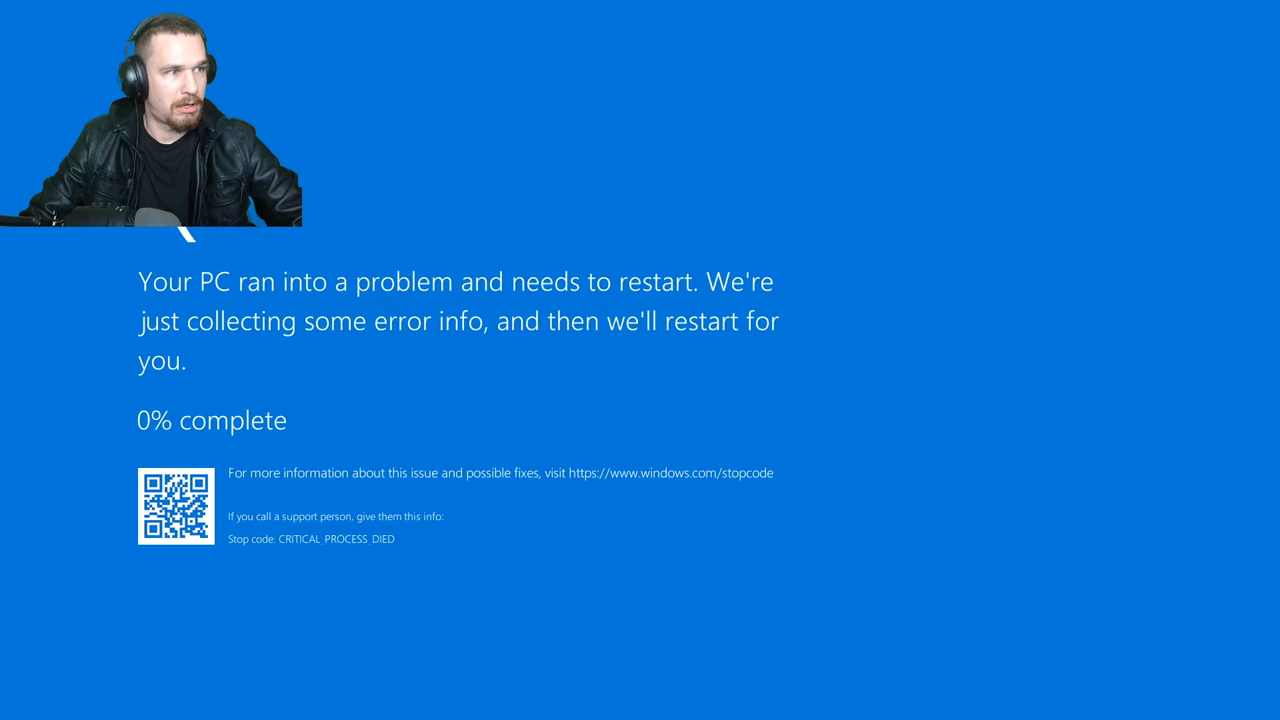 Your PC ran into a problem and needs to restart. We're
just collecting some error info, and then we'll restart for
you.
0% complete
For more information about this issue and possible fixes, visit https://www.windows.com/stopcode
If you call a support person, give them this info:
Stop code: CRITICAL_PROCESS_DIED